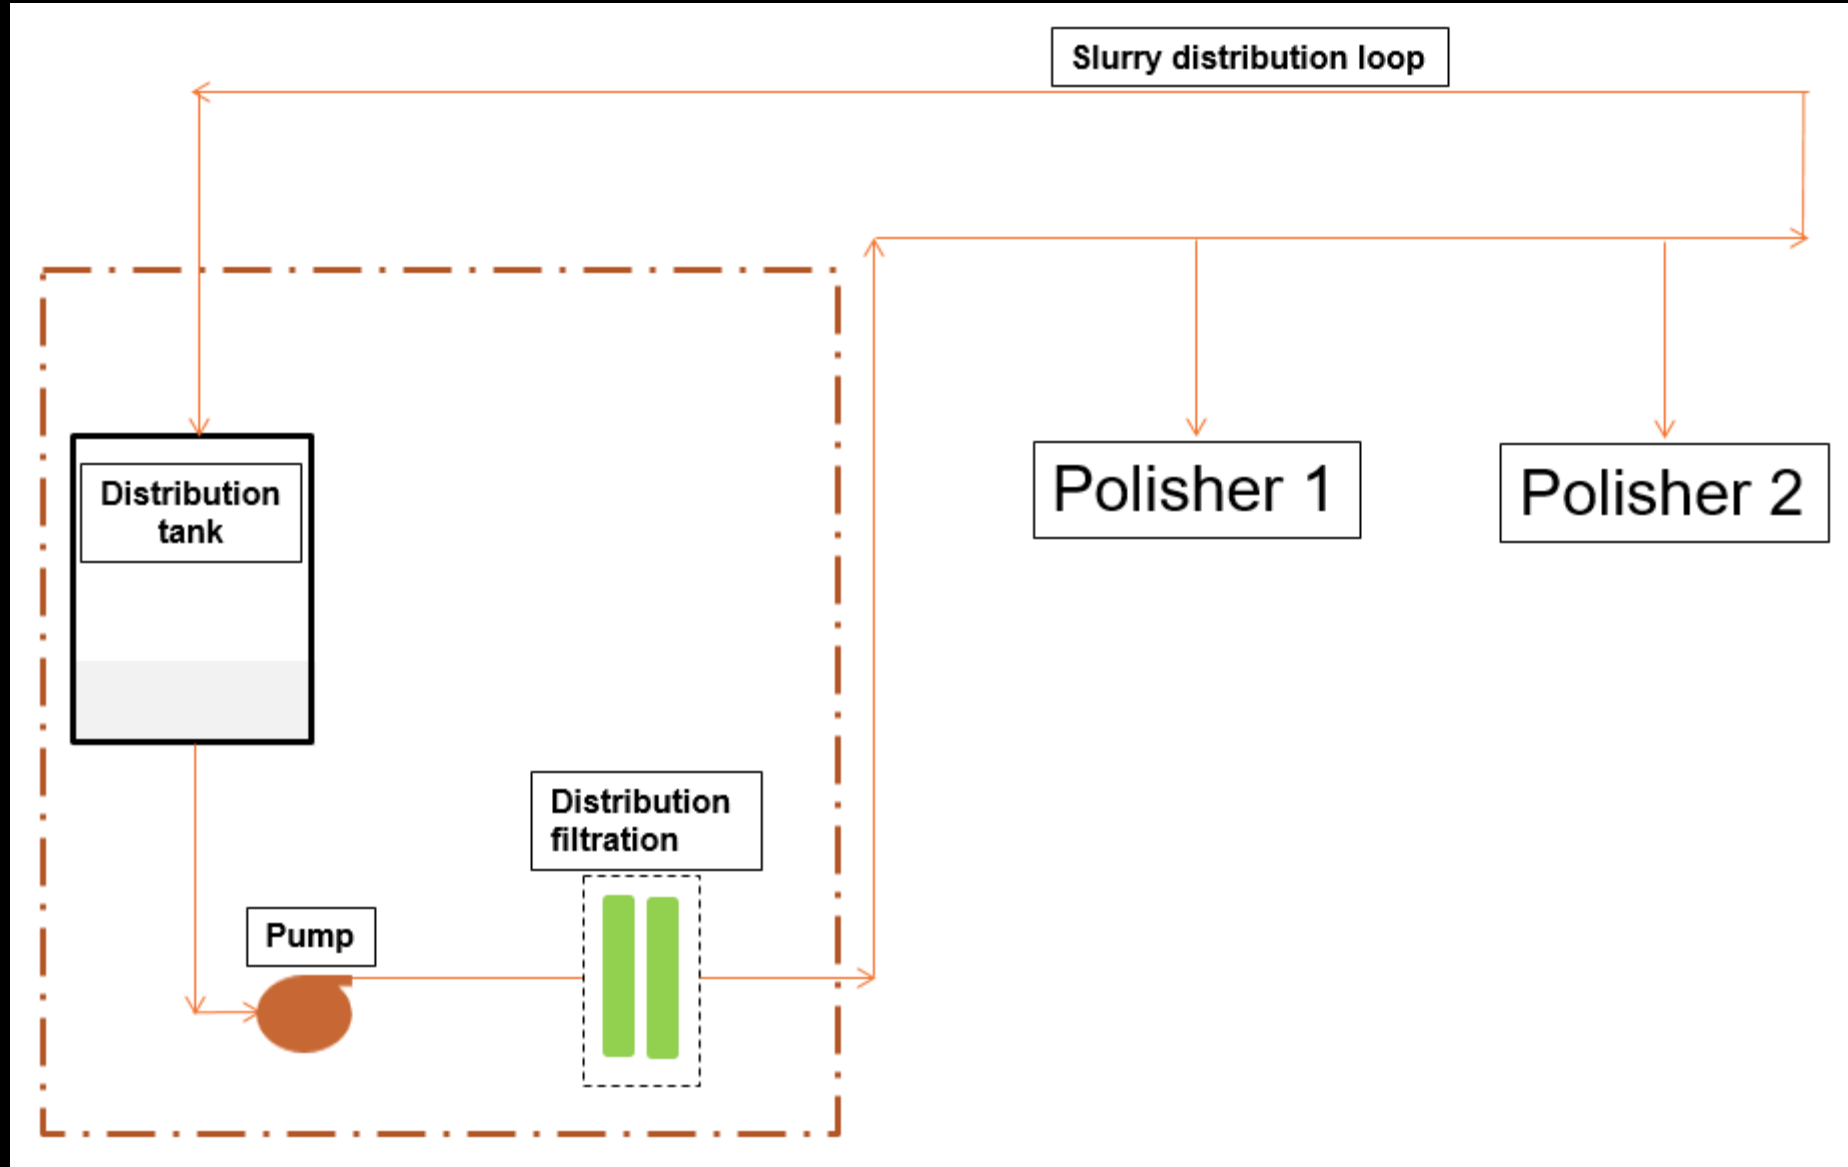 Slurry distribution loop
Distribution
tank
Polisher 1
Polisher 2
Distribution
filtration
Pump